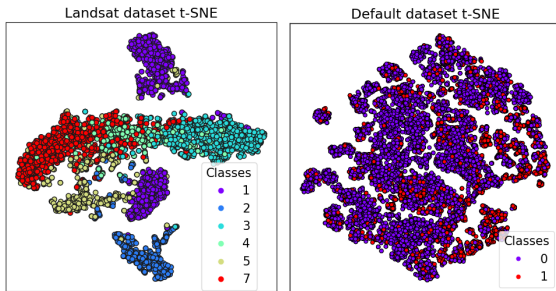 Landsat dataset t-SNE
Classes
1
2
3
4
5
7
Default dataset t-SNE
Classes
0
1